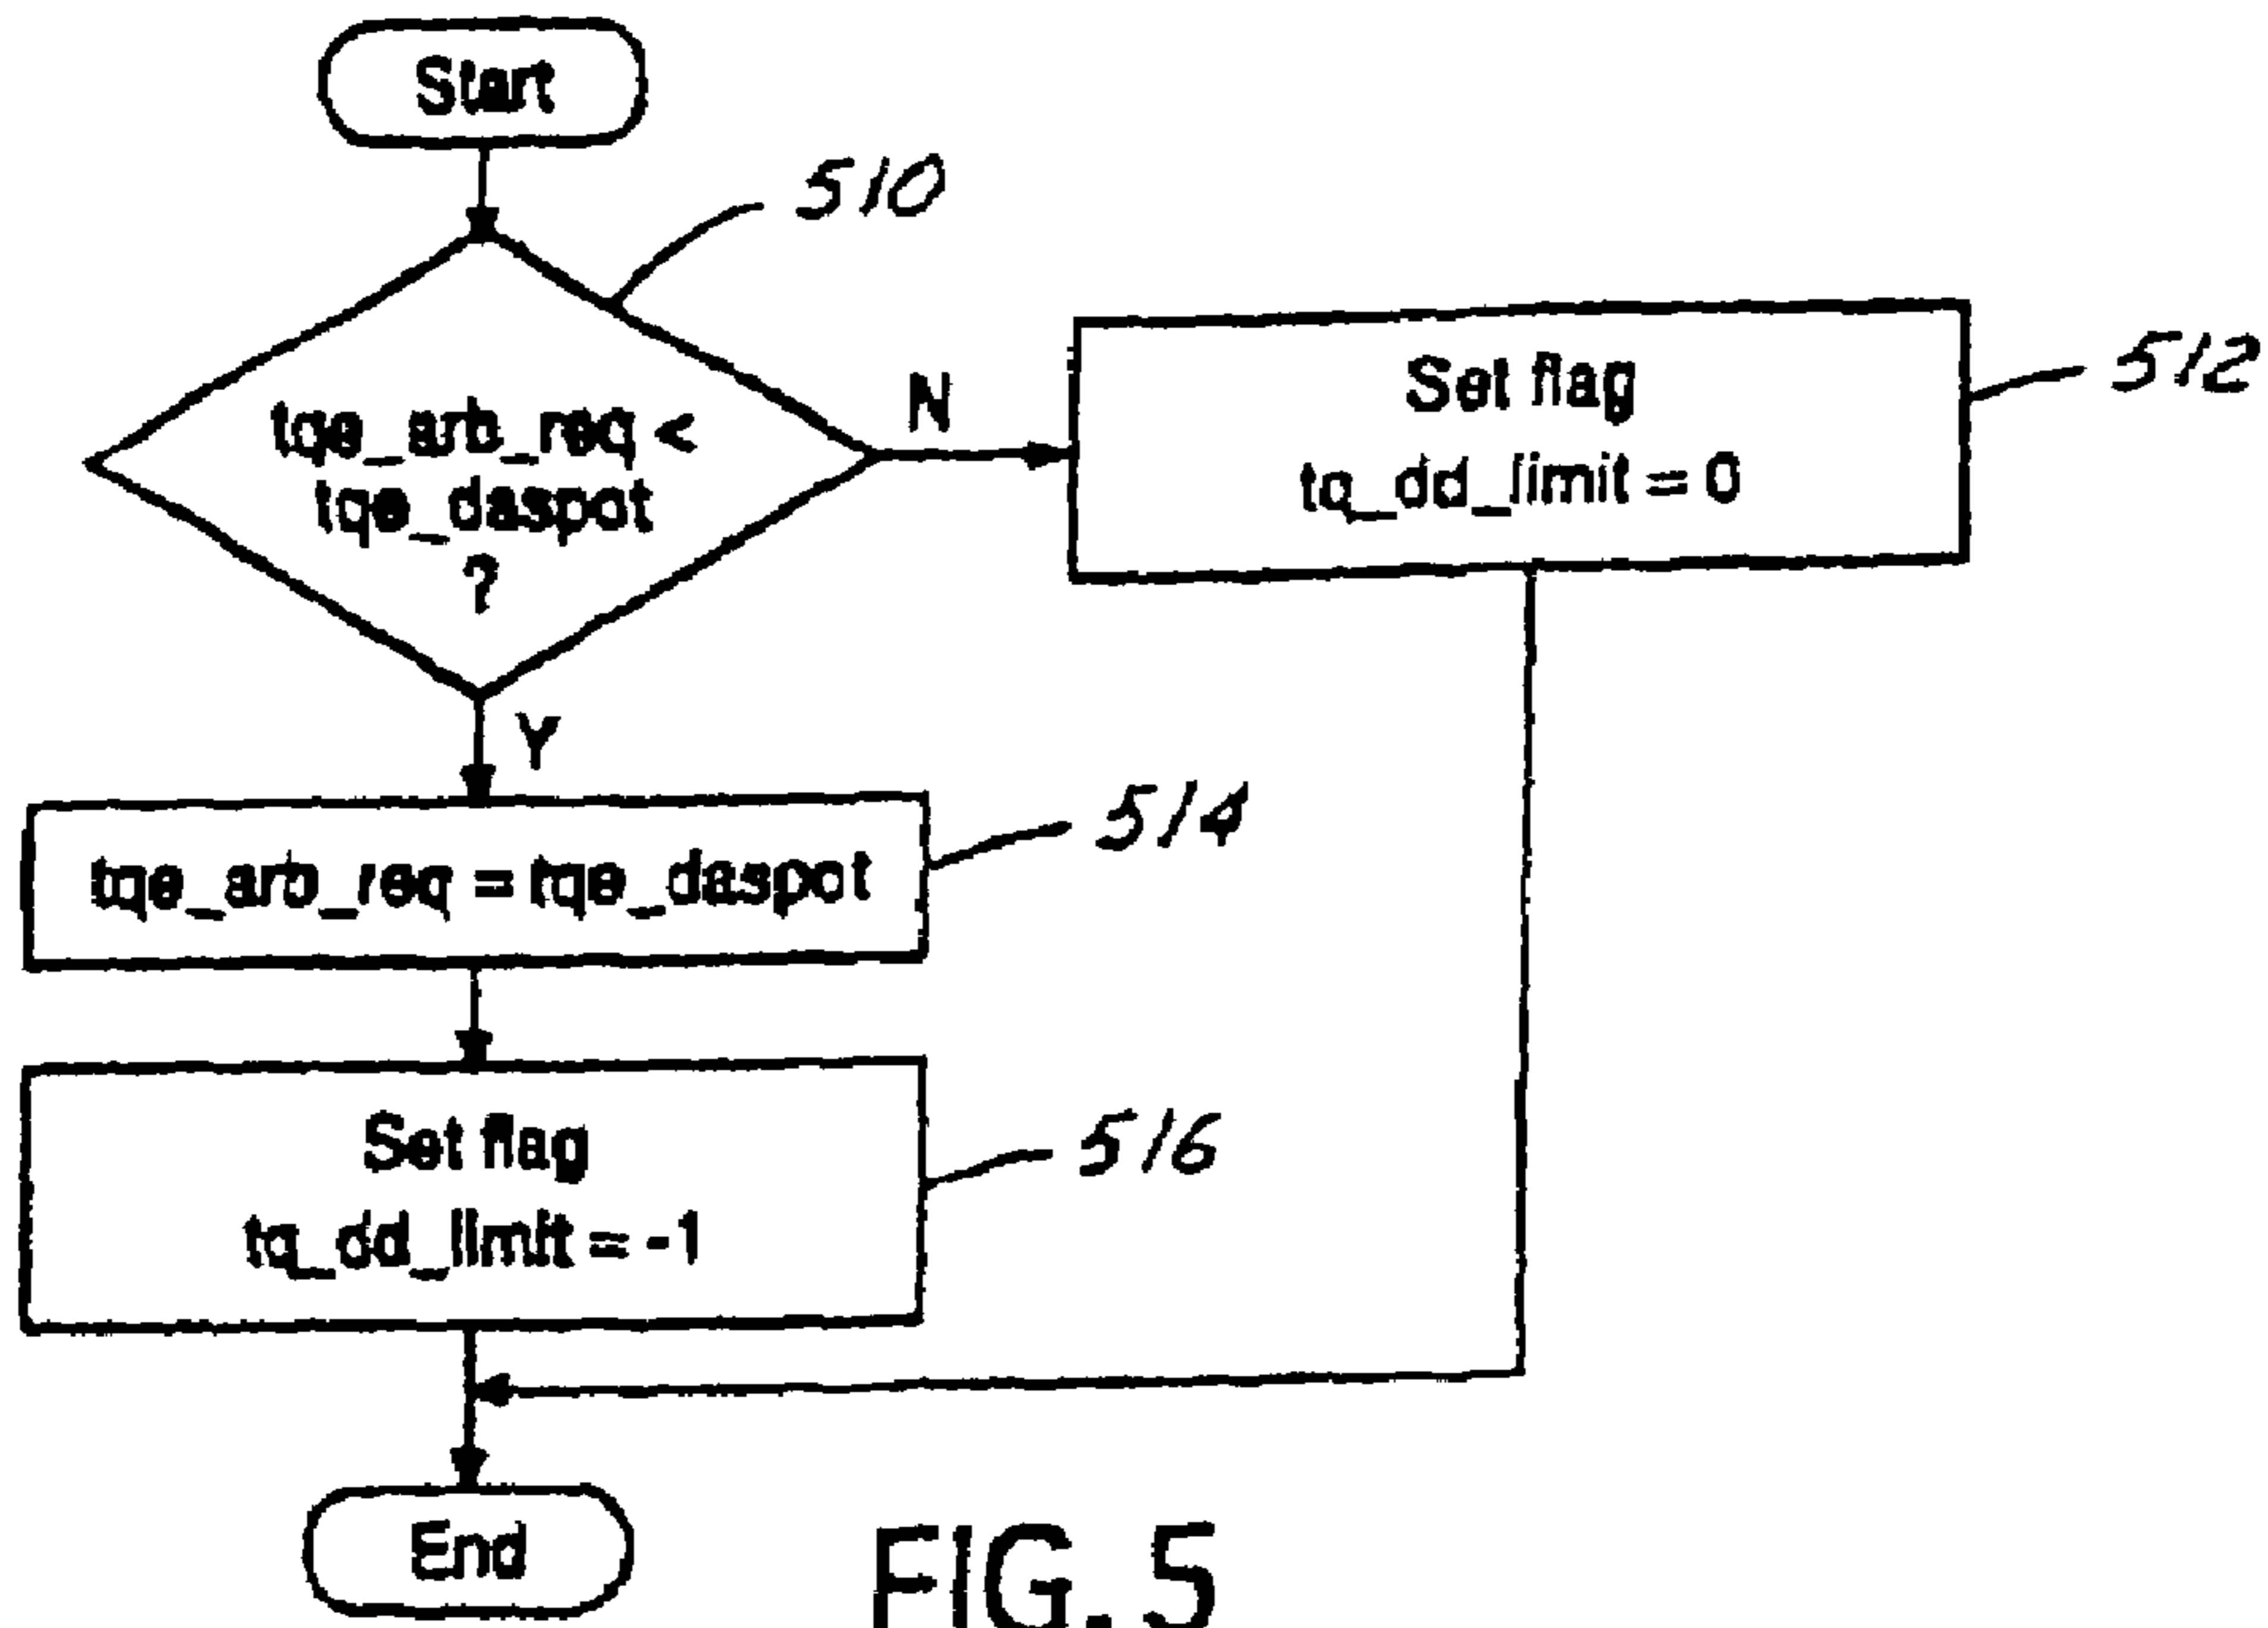 Start
510
tqe_arb_req <
tqe_daspot
?
N
Set flag
tq_dd_limit = 0
512
Y
tqe_arb_req = tqe_daspot
514
Set flag
tq_dd_limit = -1
516
End
FIG. 5